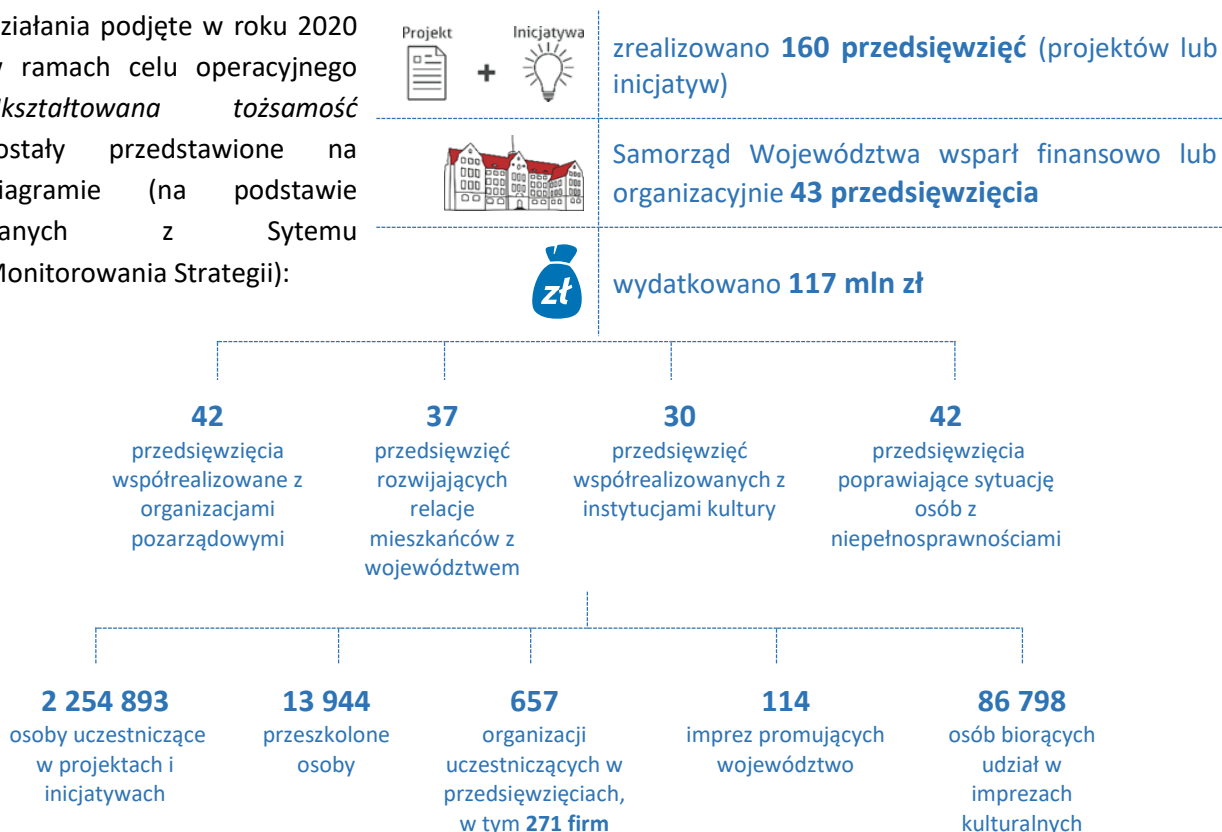 ziałania podjęte w roku 2020
w ramach celu operacyjnego
kształtowana tożsamość
ostały przedstawione na
iagramie (na podstawie
anych z Sytemu
Monitorowania Strategii):
Projekt
+
Inicjatywa
zrealizowano 160 przedsięwzięć (projektów lub
inicjatyw)
Samorząd Województwa wsparł finansowo lub
organizacyjnie 43 przedsięwzięcia
zł
wydatkowano 117 mln zł
42
przedsięwzięcia
współrealizowane z
organizacjami
pozarządowymi
37
przedsięwzięć
rozwijających
relacje
mieszkańców z
województwem
30
przedsięwzięć
współrealizowanych z
instytucjami kultury
42
przedsięwzięcia
poprawiające sytuację
osób z
niepełnosprawnościami
2 254 893
osoby uczestniczące
w projektach i
inicjatywach
13 944
przeszkolone
osoby
657
organizacji
uczestniczących w
przedsięwzięciach,
w tym 271 firm
114
imprez promujących
województwo
86 798
osób biorących
udział w
imprezach
kulturalnych